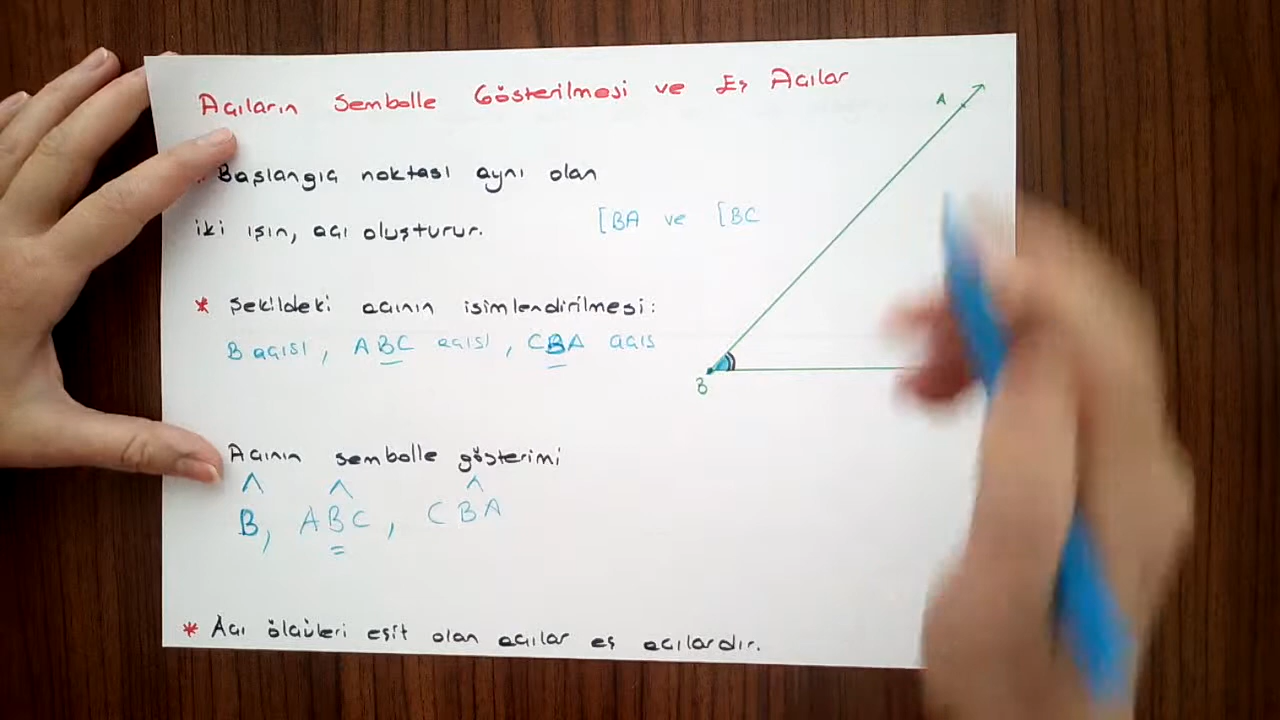 Açıların Sembolle Gösterilmesi ve Eş Açılar
Başlangıç noktası aynı olan
iki ışın, açı oluşturur.
[BA ve [BC
* Şekildeki açının isimlendirilmesi:
B açısı, ABC açısı, CBA açıs
Açının sembolle gösterimi
^ ^ ^
B, ABC, CBA
* Açı ölçüleri eşit olan açılar eş açılardır.
A
B